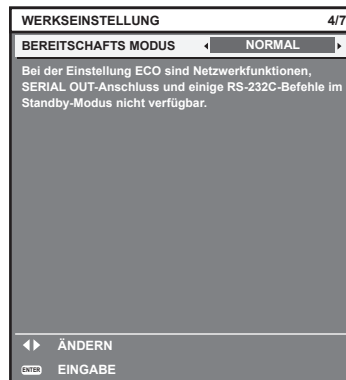 WERKSEINSTELLUNG 4/7
BEREITSCHAFTS MODUS NORMAL
Bei der Einstellung ECO sind Netzwerkfunktionen,
SERIAL OUT-Anschluss und einige RS-232C-Befehle im
Standby-Modus nicht verfügbar.
ÄNDERN
ENTER EINGABE